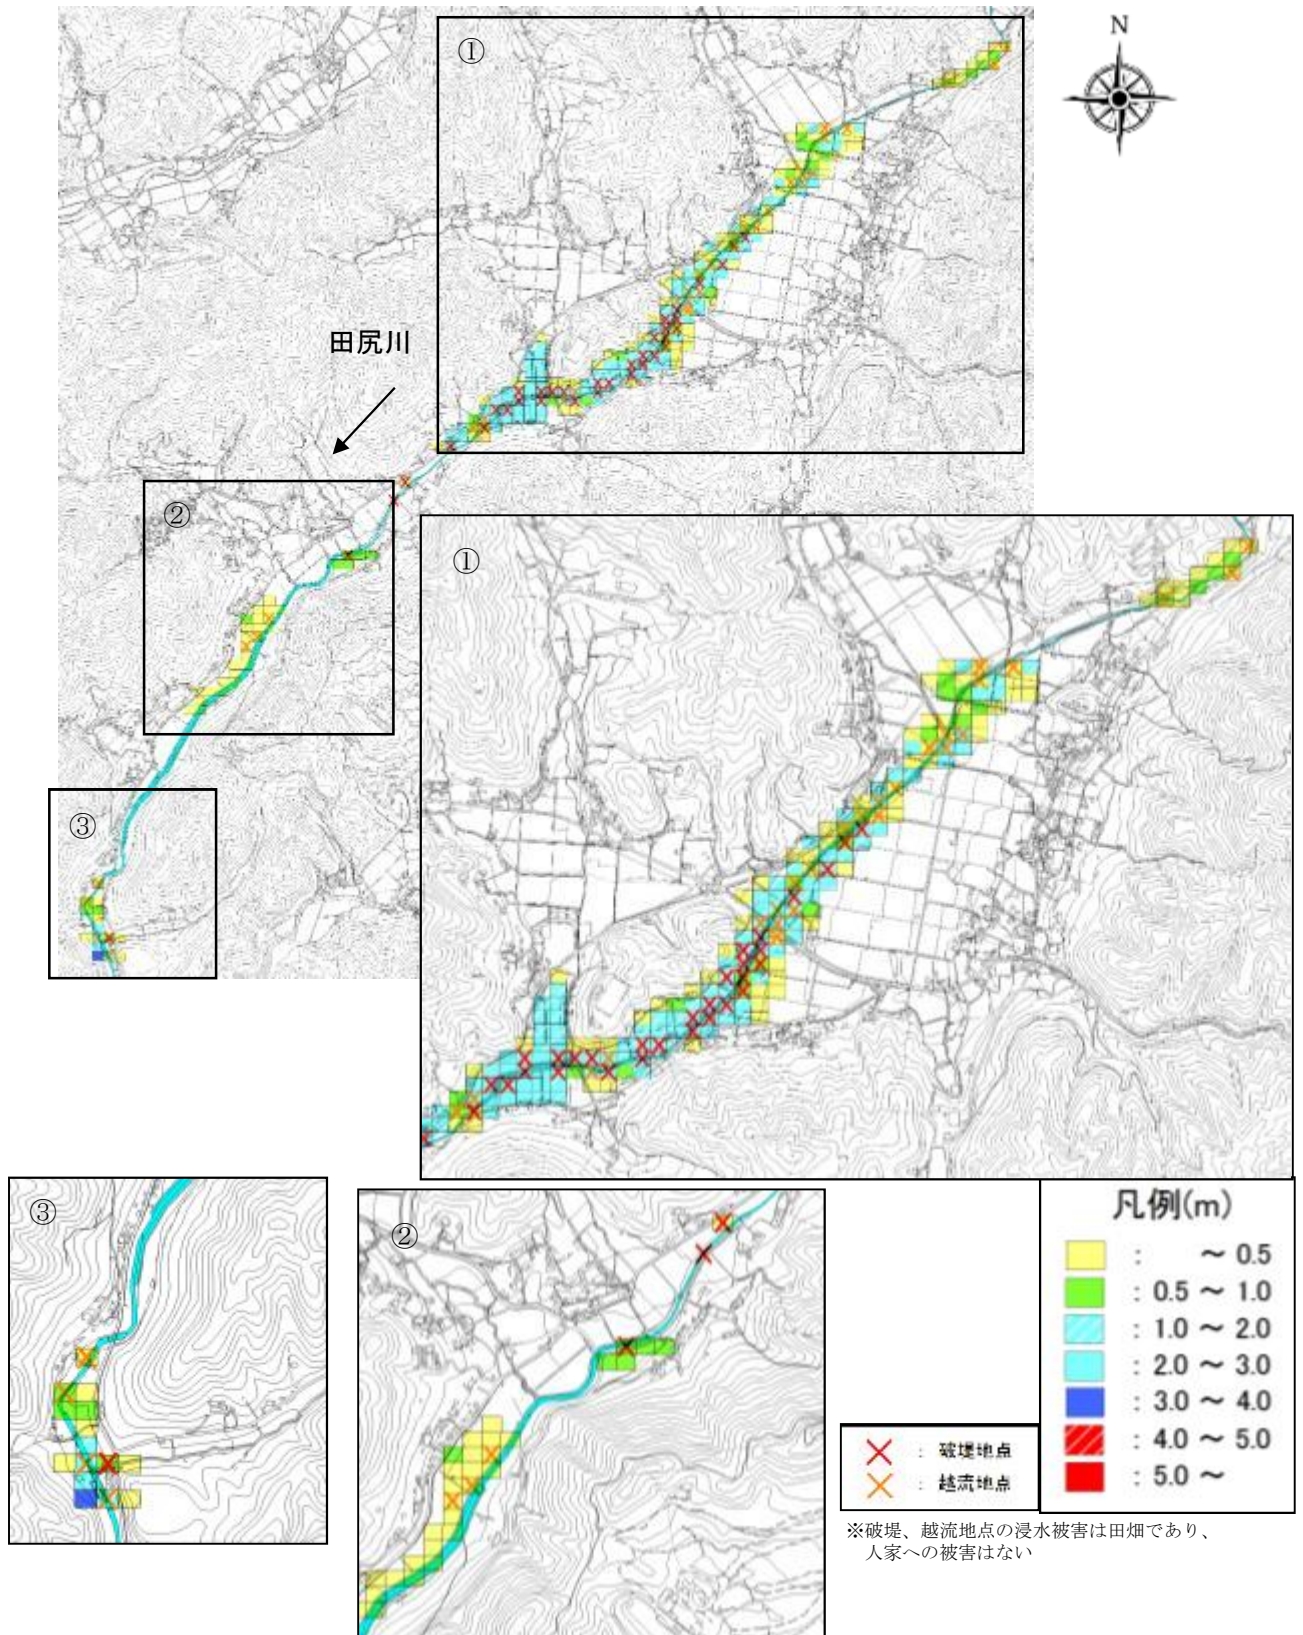 N
①
田尻川
②
①
③
③
②
凡例(m)
: ～ 0.5
: 0.5 ～ 1.0
: 1.0 ～ 2.0
: 2.0 ～ 3.0
: 3.0 ～ 4.0
: 4.0 ～ 5.0
: 5.0 ～
: 破堤地点
: 越流地点
※破堤、越流地点の浸水被害は田畑であり、
人家への被害はない